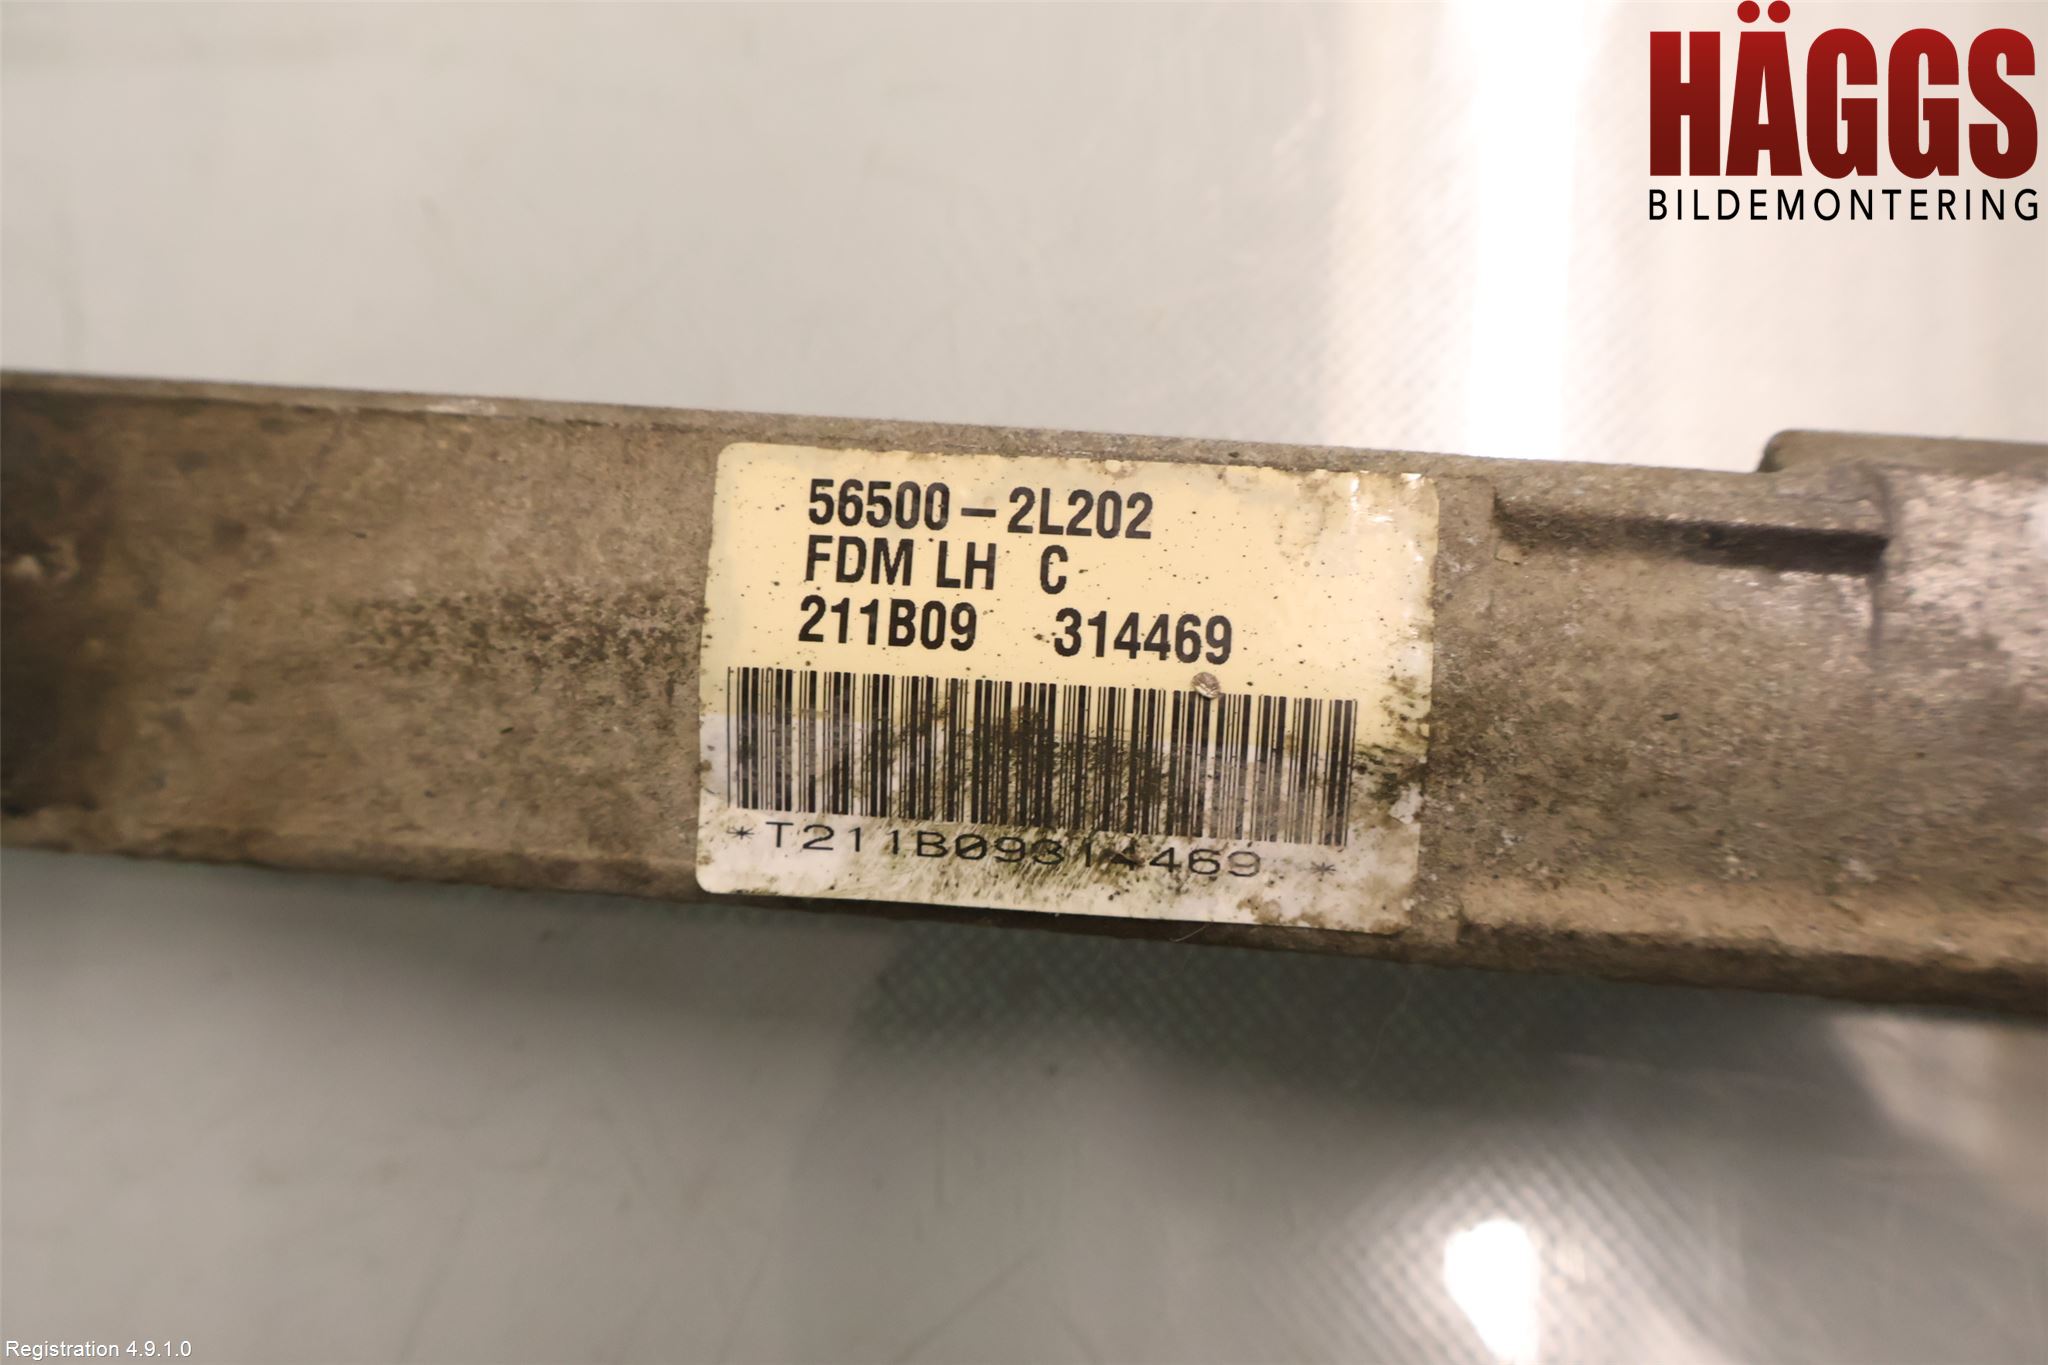 HÄGGS
BILDEMONTERING
56500-2L202
FDM LH C
211B09 314469
*T211B09314469*
Registration 4.9.1.0